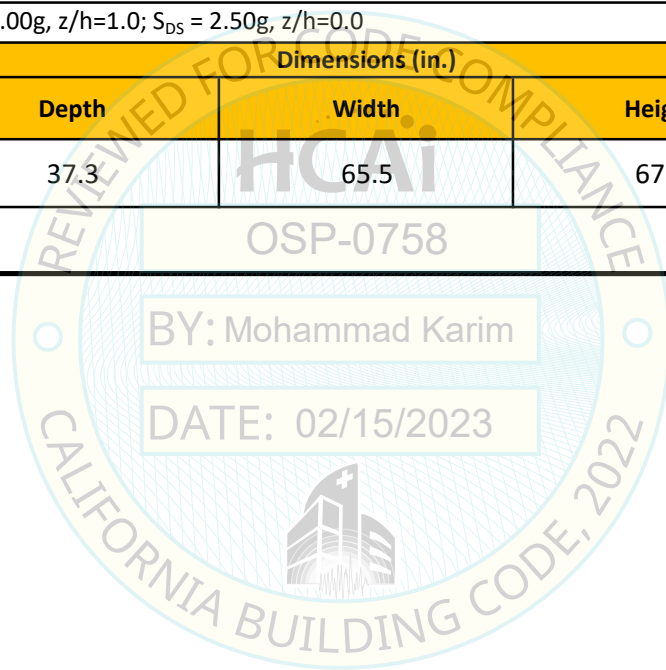 .00g, z/h=1.0; SDS = 2.50g, z/h=0.0
Dimensions (in.)
Depth Width Heig
37.3 65.5 67
REVIEWED FOR CODE COMPLIANCE
HCAi
OSP-0758
BY: Mohammad Karim
DATE: 02/15/2023
CALIFORNIA BUILDING CODE, 2022